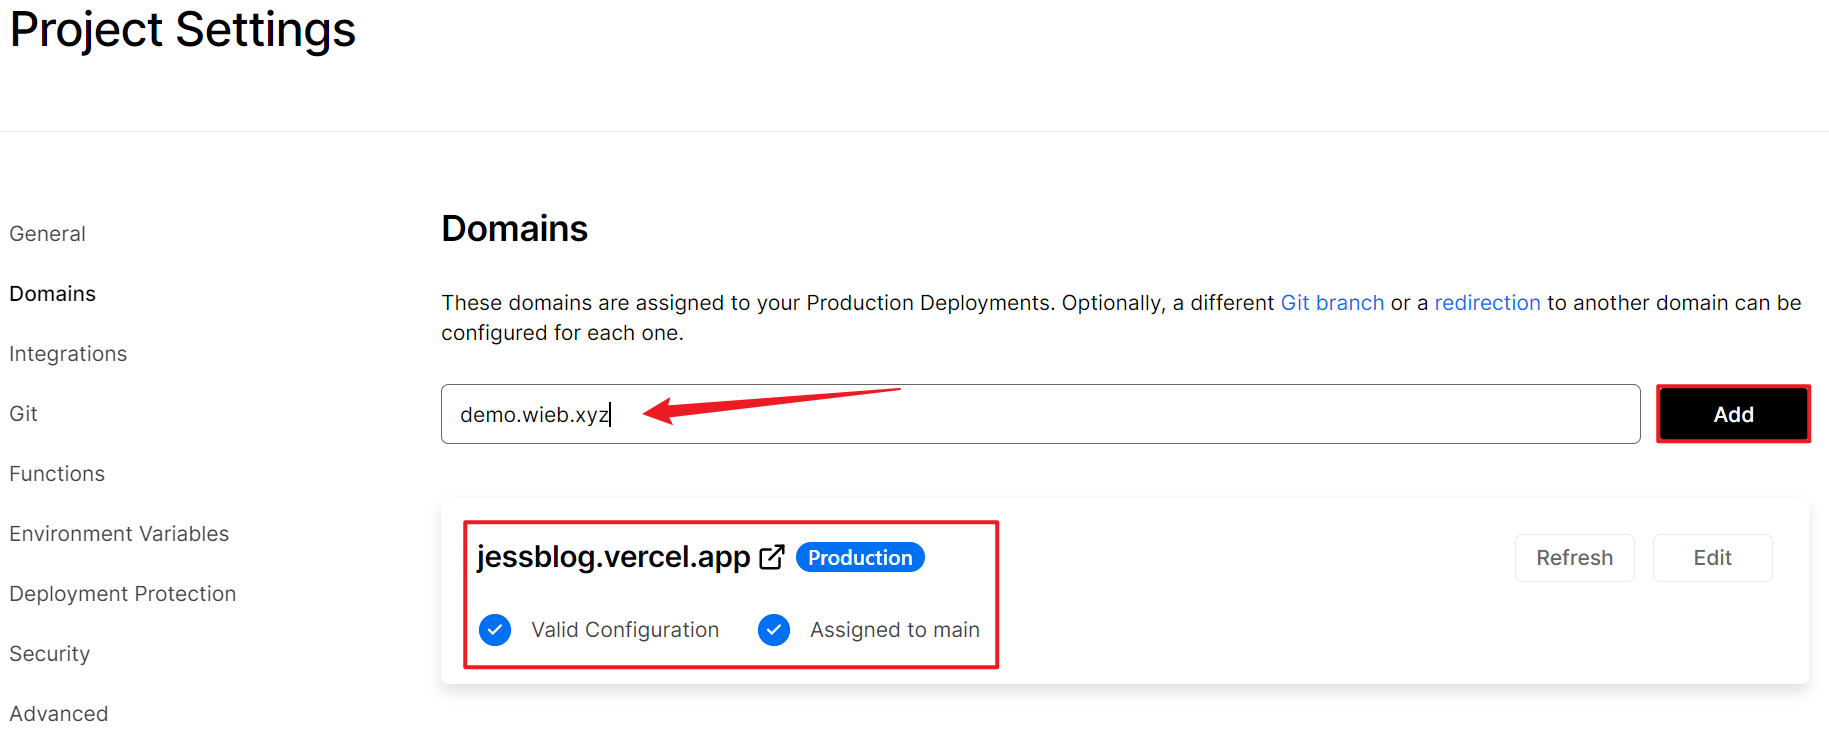 Project Settings
General
Domains
Integrations
Git
Functions
Environment Variables
Deployment Protection
Security
Advanced
Domains
These domains are assigned to your Production Deployments. Optionally, a different Git branch or a redirection to another domain can be
configured for each one.
demo.wieb.xyz
Add
jessblog.vercel.app Production
Refresh Edit
Valid Configuration Assigned to main